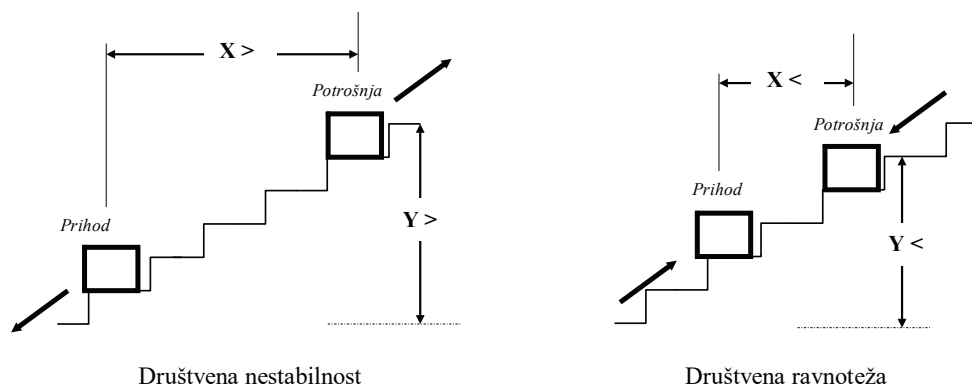 X >
Potrošnja
Prihod
Y >
Društvena nestabilnost
X <
Potrošnja
Prihod
Y <
Društvena ravnoteža